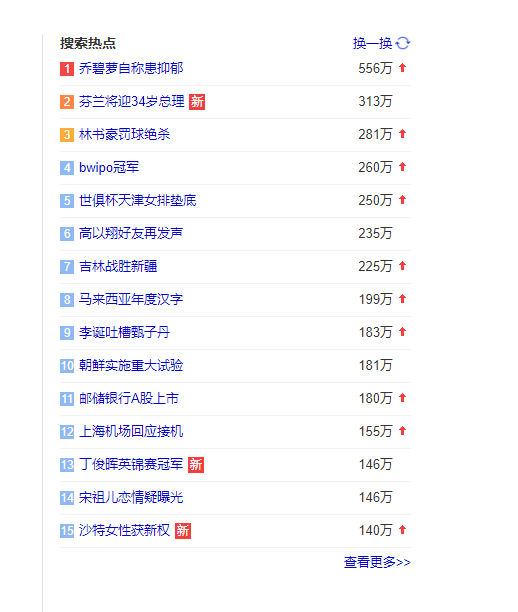 搜索热点 换一换
1 乔碧萝自称患抑郁 556万
2 芬兰将迎34岁总理 新 313万
3 林书豪罚球绝杀 281万
4 bwipo冠军 260万
5 世俱杯天津女排垫底 250万
6 高以翔好友再发声 235万
7 吉林战胜新疆 225万
8 马来西亚年度汉字 199万
9 李诞吐槽甄子丹 183万
10 朝鲜实施重大试验 181万
11 邮储银行A股上市 180万
12 上海机场回应接机 155万
13 丁俊晖英锦赛冠军 新 146万
14 宋祖儿恋情疑曝光 146万
15 沙特女性获新权 新 140万
查看更多>>